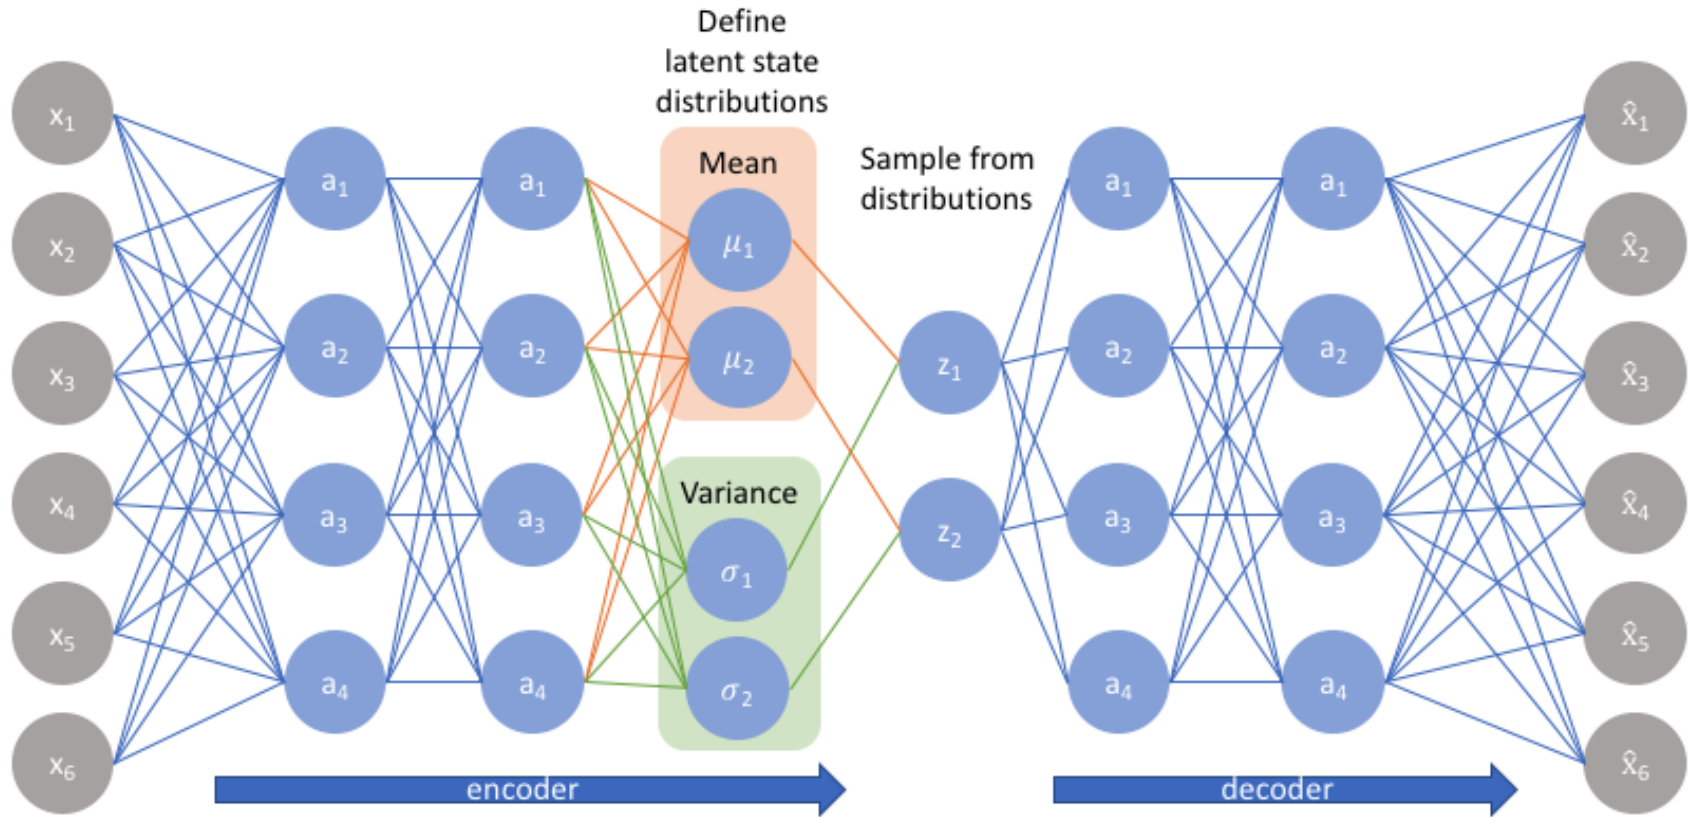 Define
latent state
distributions
x₁
x₂
x₃
x₄
x₅
x₆
a₁
a₂
a₃
a₄
a₁
a₂
a₃
a₄
Mean
μ₁
μ₂
Variance
σ₁
σ₂
Sample from
distributions
z₁
z₂
a₁
a₂
a₃
a₄
a₁
a₂
a₃
a₄
x̂₁
x̂₂
x̂₃
x̂₄
x̂₅
x̂₆
encoder
decoder